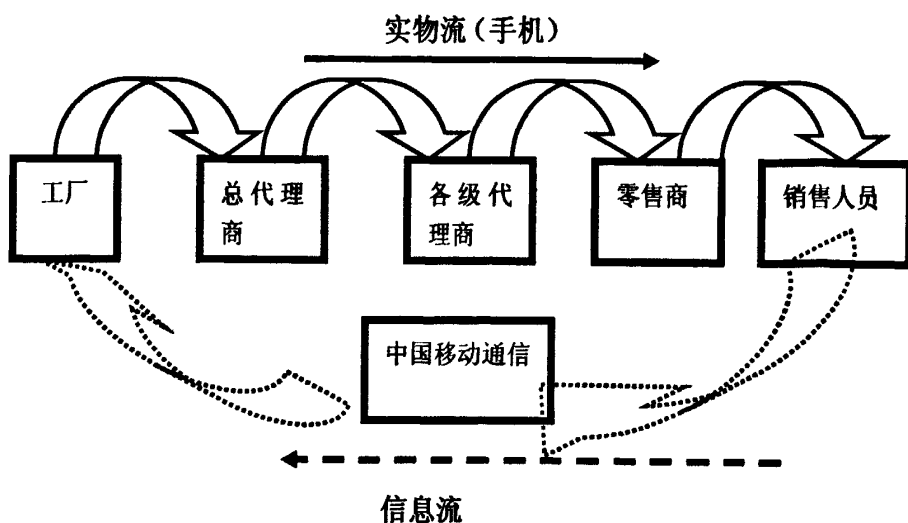 实物流（手机）
工厂
总代理
商
各级代
理商
零售商
销售人员
中国移动通信
信息流